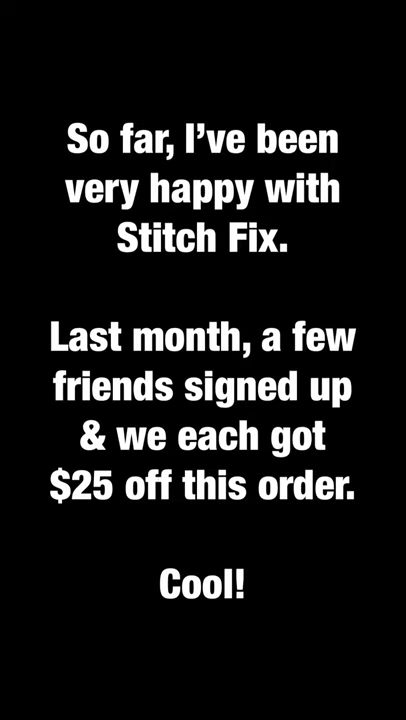 So far, I’ve been
very happy with
Stitch Fix.
Last month, a few
friends signed up
& we each got
$25 off this order.
Cool!